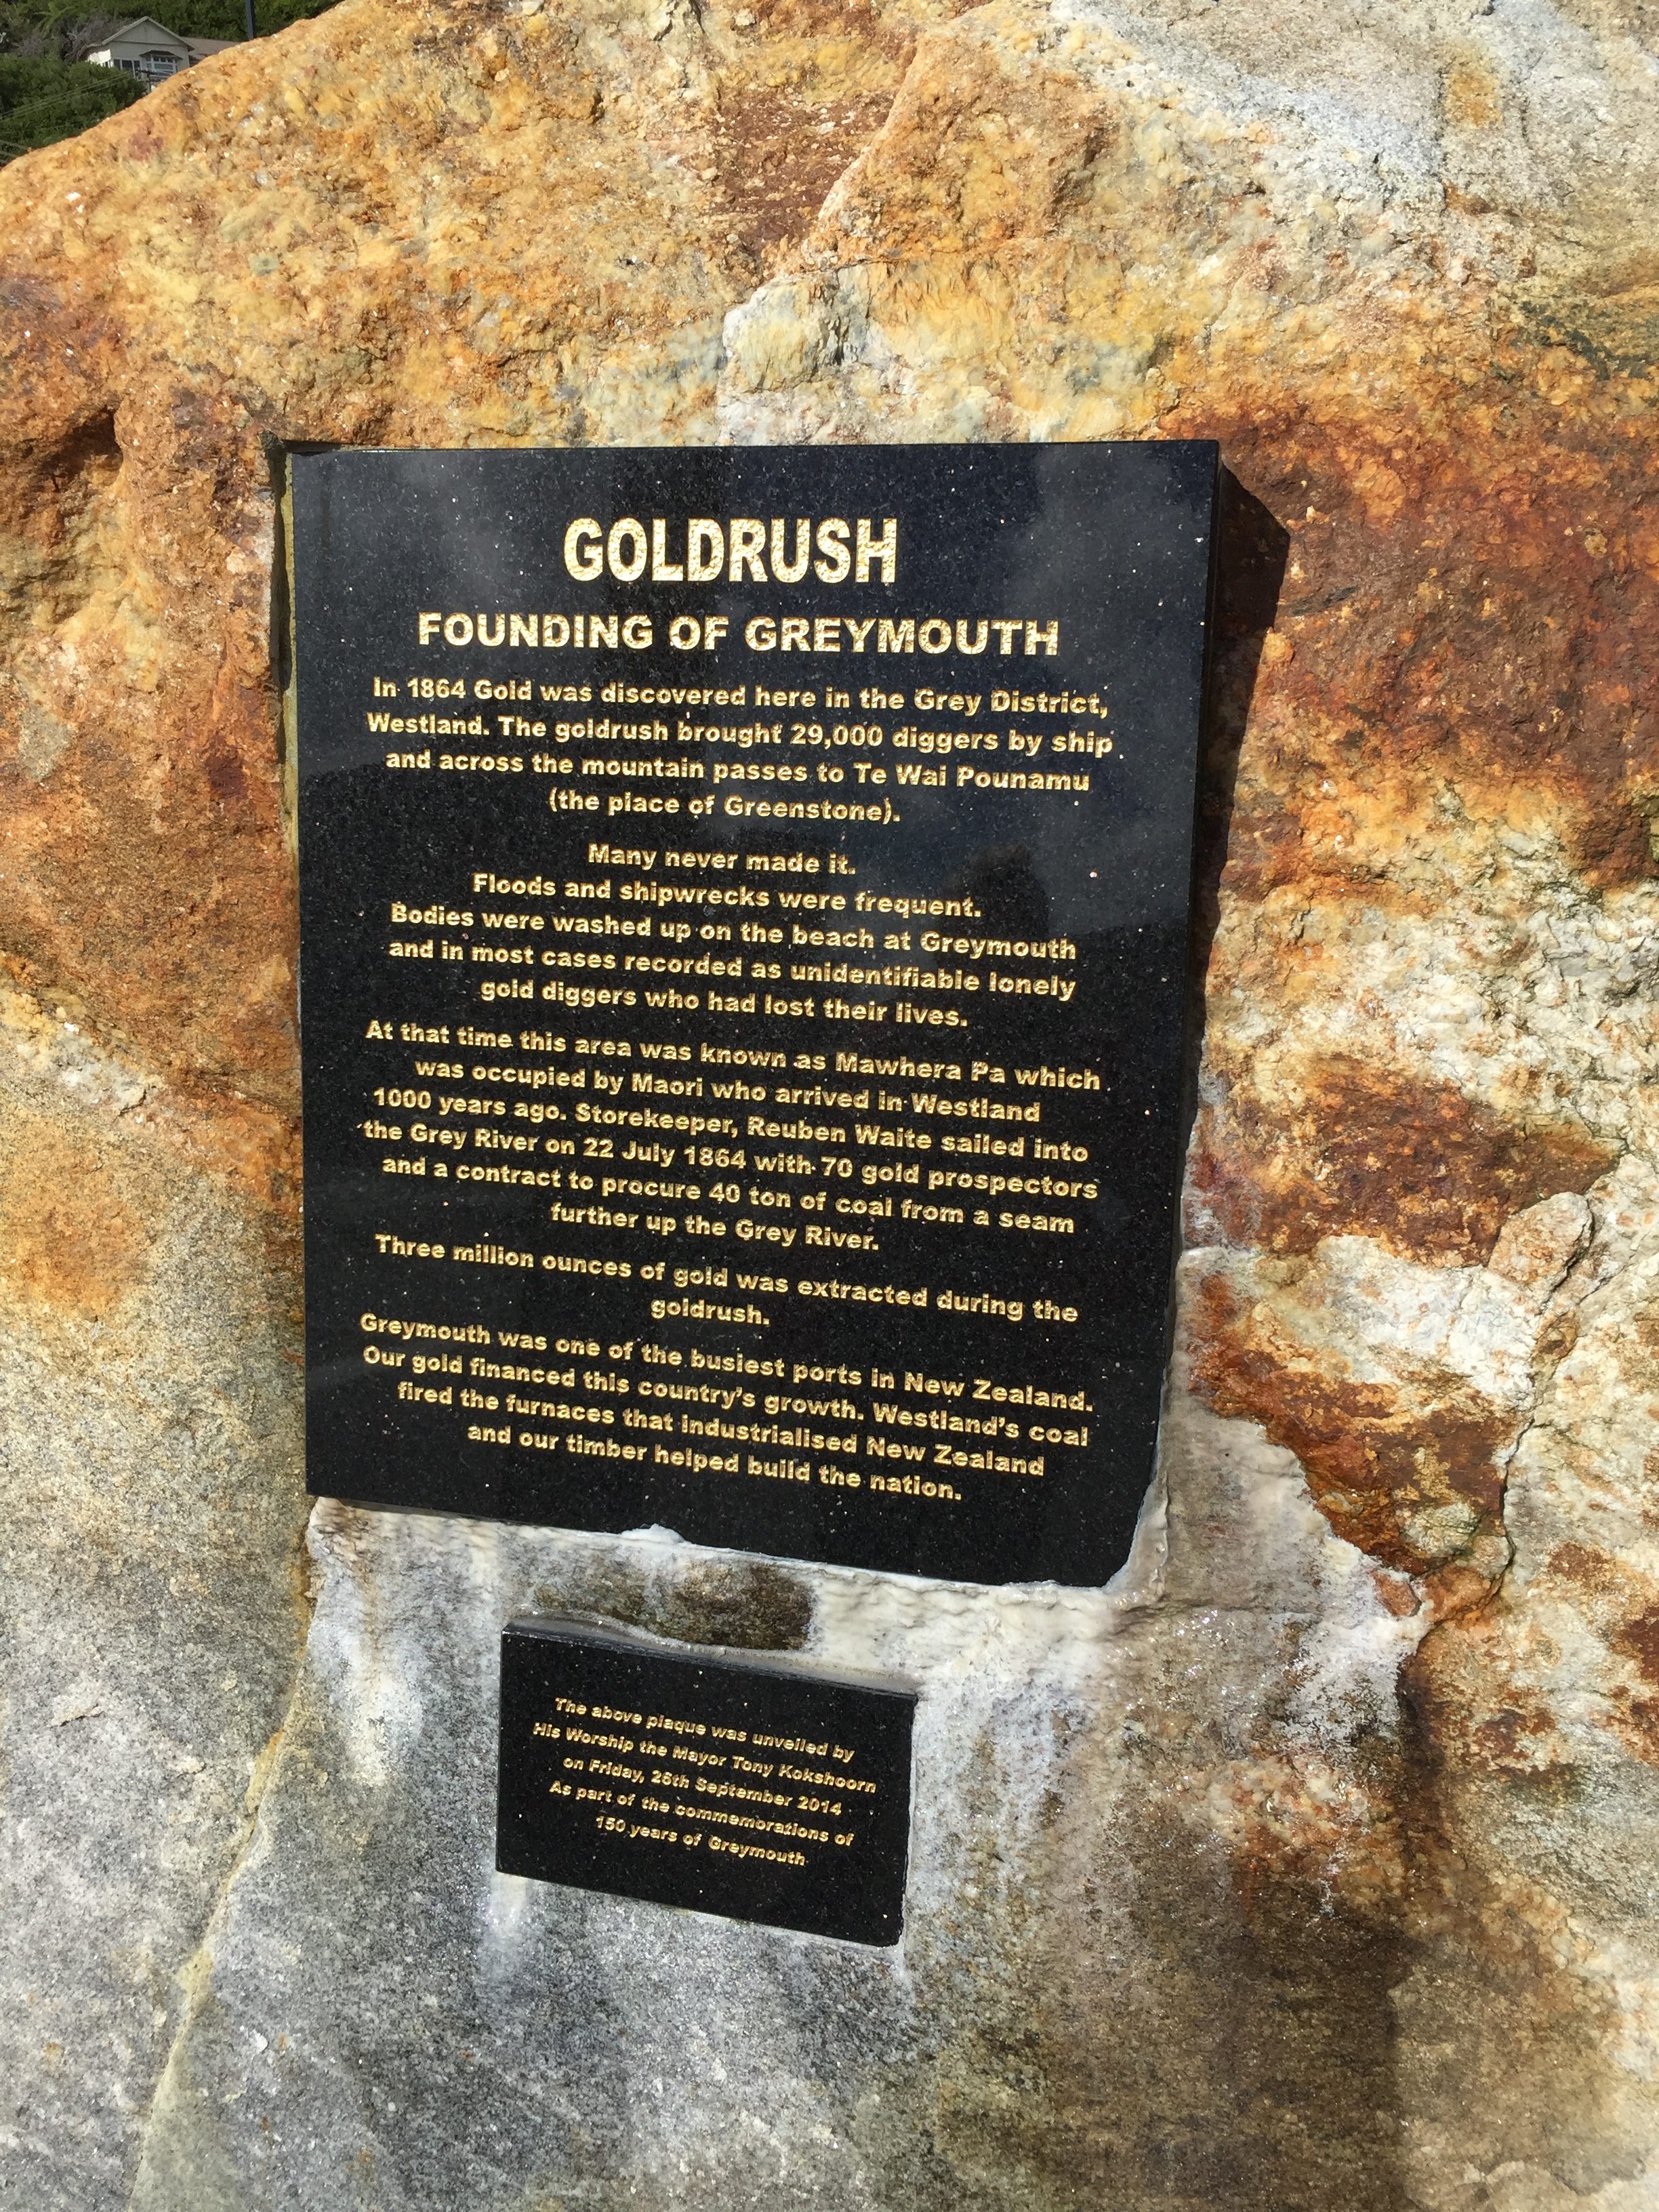 GOLDRUSH
FOUNDING OF GREYMOUTH
In 1864 Gold was discovered here in the Grey District,
Westland. The goldrush brought 29,000 diggers by ship
and across the mountain passes to Te Wai Pounamu
(the place of Greenstone).
Many never made it.
Floods and shipwrecks were frequent.
Bodies were washed up on the beach at Greymouth
and in most cases recorded as unidentifiable lonely
gold diggers who had lost their lives.
At that time this area was known as Mawhera Pa which
was occupied by Maori who arrived in Westland
1000 years ago. Storekeeper, Reuben Waite sailed into
the Grey River on 22 July 1864 with 70 gold prospectors
and a contract to procure 40 ton of coal from a seam
further up the Grey River.
Three million ounces of gold was extracted during the
goldrush.
Greymouth was one of the busiest ports in New Zealand.
Our gold financed this country's growth. Westland's coal
fired the furnaces that industrialised New Zealand
and our timber helped build the nation.
The above plaque was unveiled by
His Worship the Mayor Tony Kokshoorn
on Friday, 26th September 2014
As part of the commemorations of
150 years of Greymouth